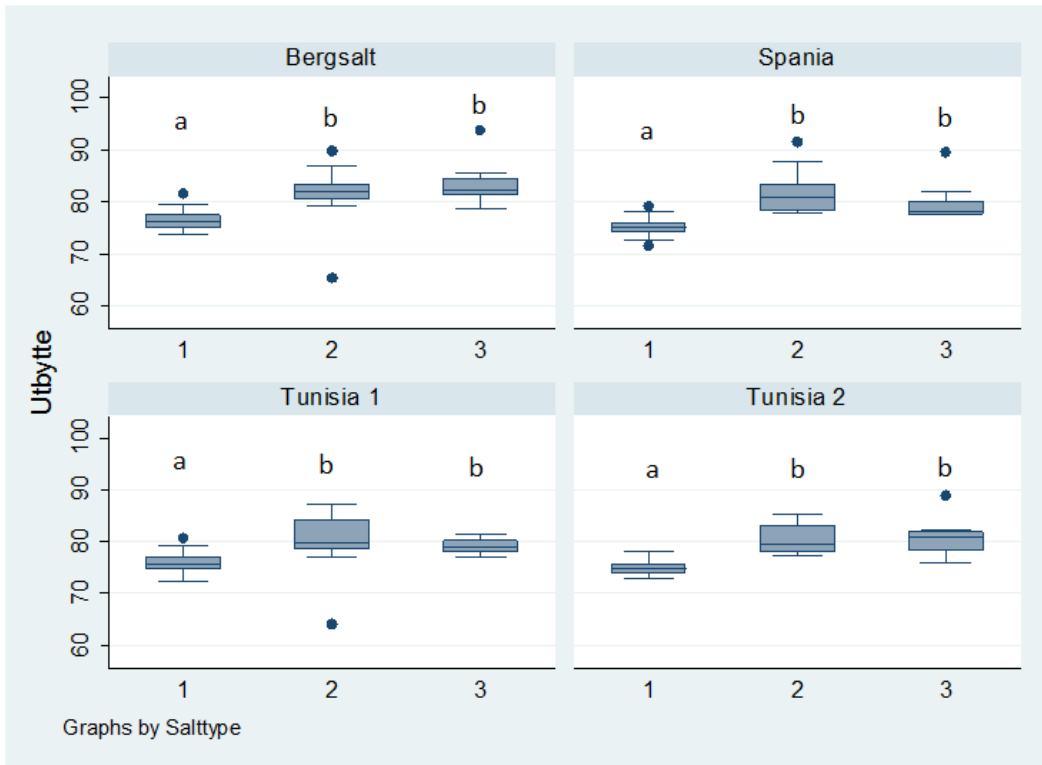 Bergsalt Spania
100 90 80 70 60
a b b a b b
1 2 3 1 2 3
Utbytte
Tunisia 1 Tunisia 2
100 90 80 70 60
a b b a b b
1 2 3 1 2 3
Graphs by Salttype